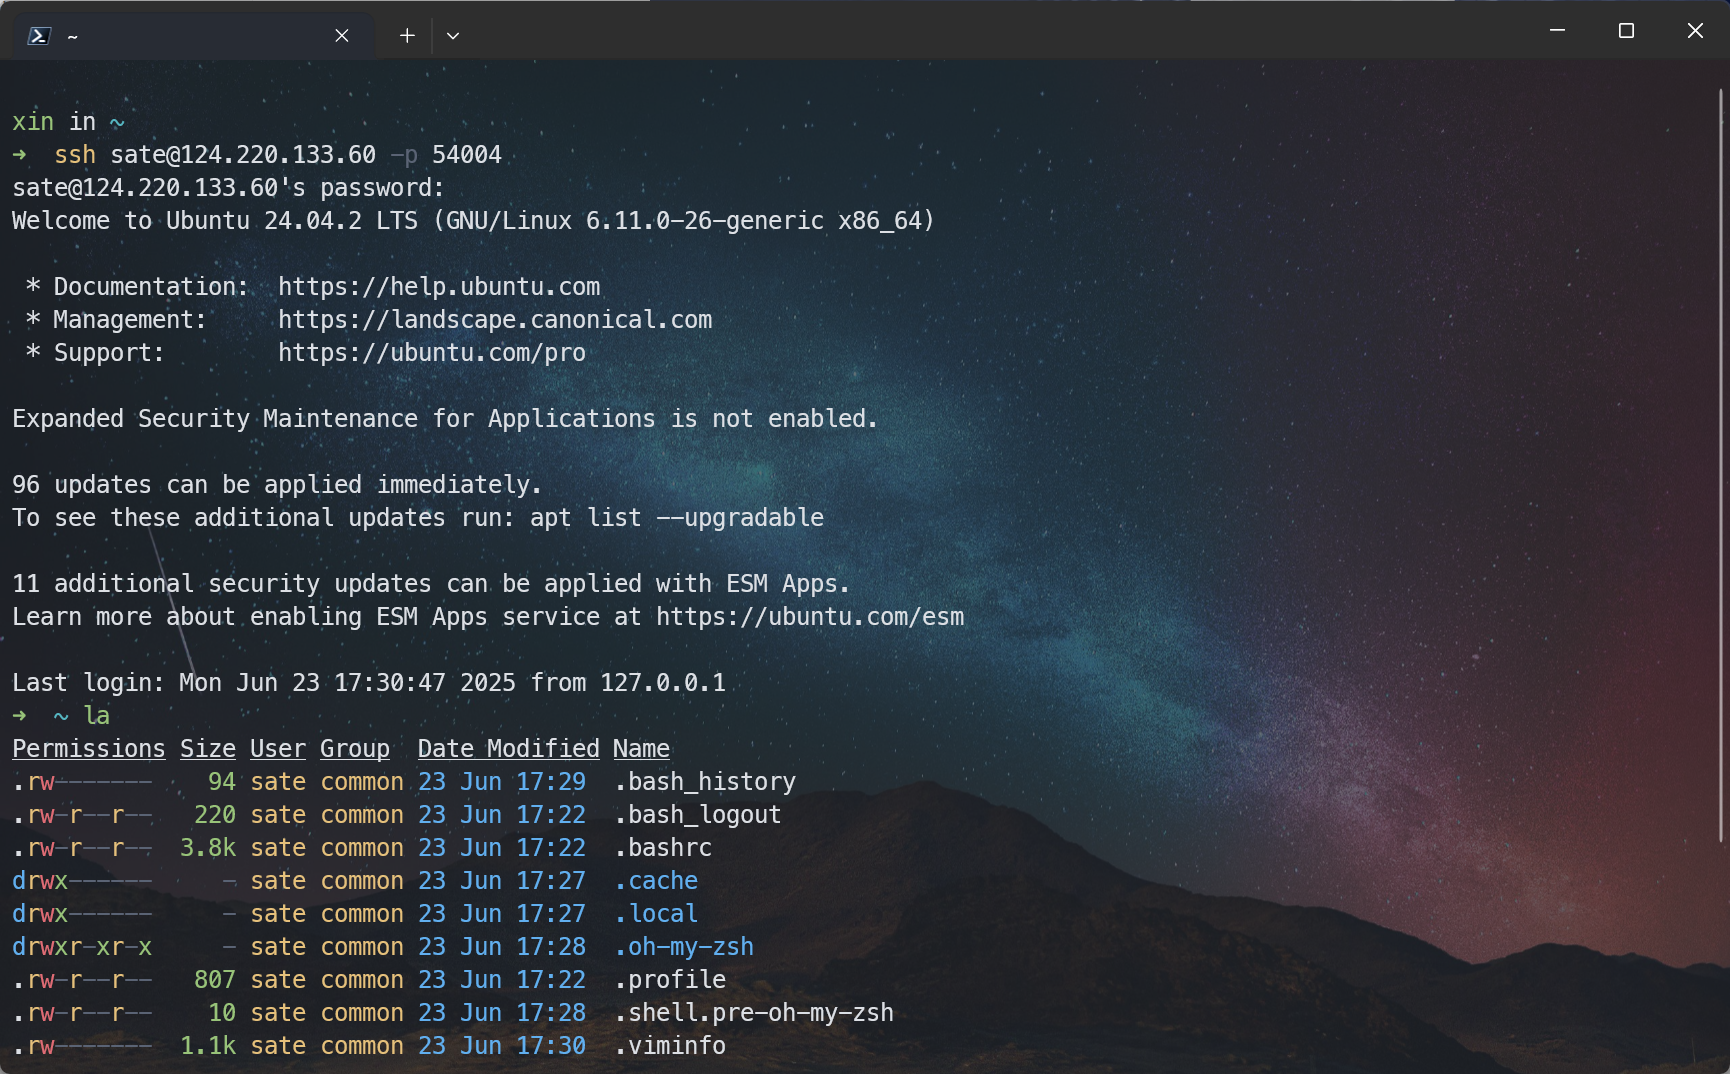 ~
xin in ~
➜  ssh sate@124.220.133.60 -p 54004
sate@124.220.133.60's password:
Welcome to Ubuntu 24.04.2 LTS (GNU/Linux 6.11.0-26-generic x86_64)
 * Documentation:  https://help.ubuntu.com
 * Management:     https://landscape.canonical.com
 * Support:        https://ubuntu.com/pro
Expanded Security Maintenance for Applications is not enabled.
96 updates can be applied immediately.
To see these additional updates run: apt list --upgradable
11 additional security updates can be applied with ESM Apps.
Learn more about enabling ESM Apps service at https://ubuntu.com/esm
Last login: Mon Jun 23 17:30:47 2025 from 127.0.0.1
➜  ~ la
Permissions Size User Group  Date Modified Name
.rw-------    94 sate common 23 Jun 17:29  .bash_history
.rw-r--r--   220 sate common 23 Jun 17:22  .bash_logout
.rw-r--r--  3.8k sate common 23 Jun 17:22  .bashrc
drwx------     - sate common 23 Jun 17:27  .cache
drwx------     - sate common 23 Jun 17:27  .local
drwxr-xr-x     - sate common 23 Jun 17:28  .oh-my-zsh
.rw-r--r--   807 sate common 23 Jun 17:22  .profile
.rw-r--r--    10 sate common 23 Jun 17:28  .shell.pre-oh-my-zsh
.rw-------  1.1k sate common 23 Jun 17:30  .viminfo